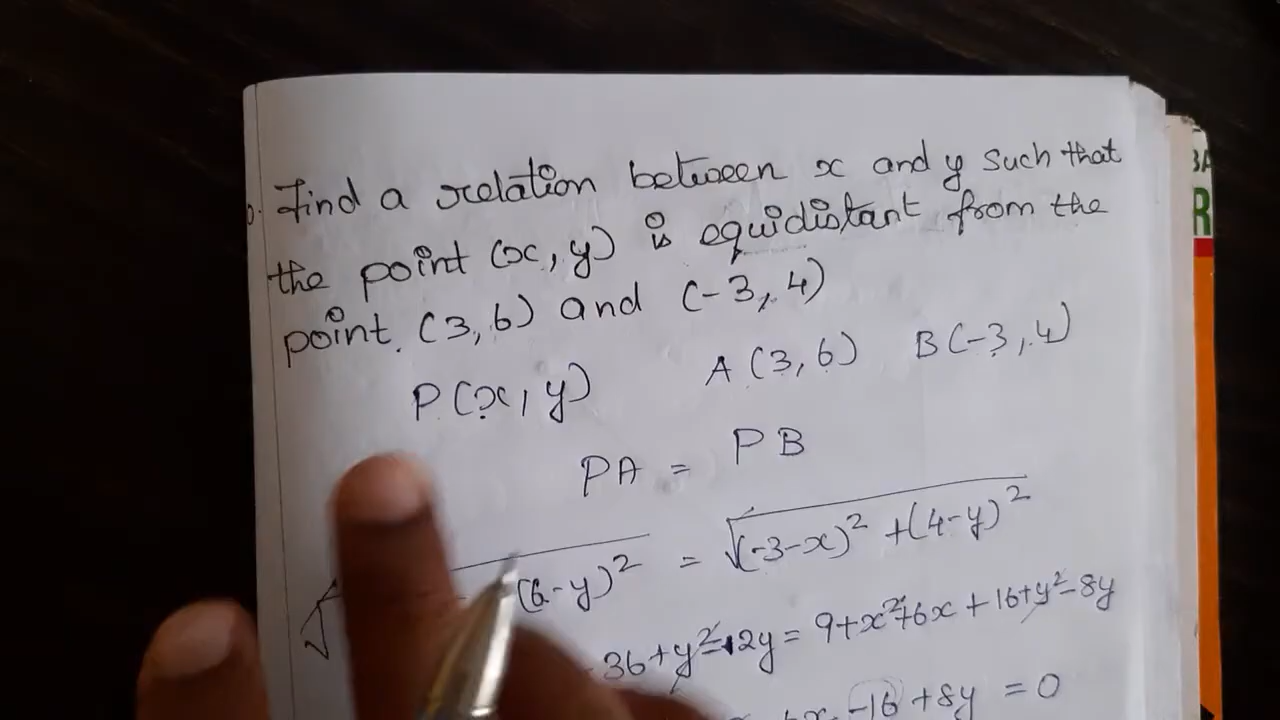 Find a relation between x and y such that
the point (x, y) is equidistant from the
point. (3, 6) and (-3, 4)
P(x, y) A (3, 6) B(-3, 4)
PA = PB
(6-y)² = √(-3-x)² + (4-y)²
36 + y² - 12y = 9 + x² + 6x + 16 + y² - 8y
-16 + 8y = 0
R